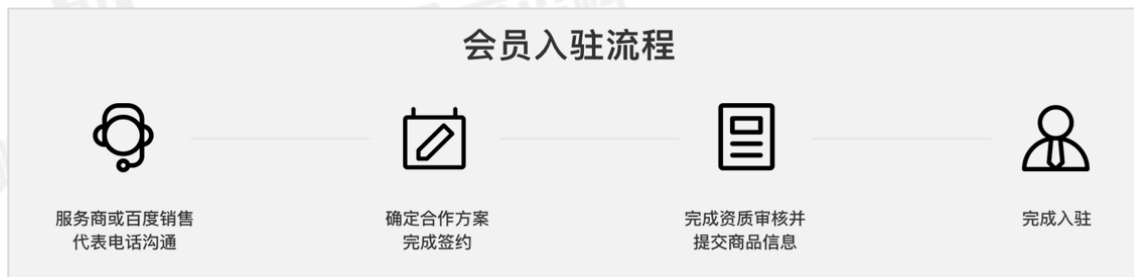 会员入驻流程
服务商或百度销售
代表电话沟通
确定合作方案
完成签约
完成资质审核并
提交商品信息
完成入驻